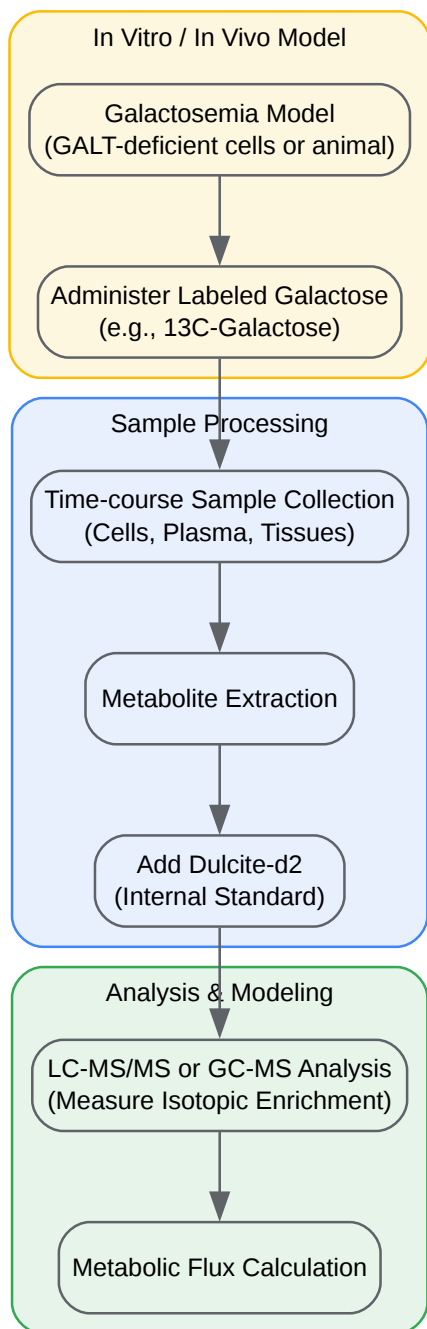 In Vitro / In Vivo Model
Galactosemia Model
(GALT-deficient cells or animal)
Administer Labeled Galactose
(e.g., 13C-Galactose)
Sample Processing
Time-course Sample Collection
(Cells, Plasma, Tissues)
Metabolite Extraction
Add Dulcite-d2
(Internal Standard)
Analysis & Modeling
LC-MS/MS or GC-MS Analysis
(Measure Isotopic Enrichment)
Metabolic Flux Calculation